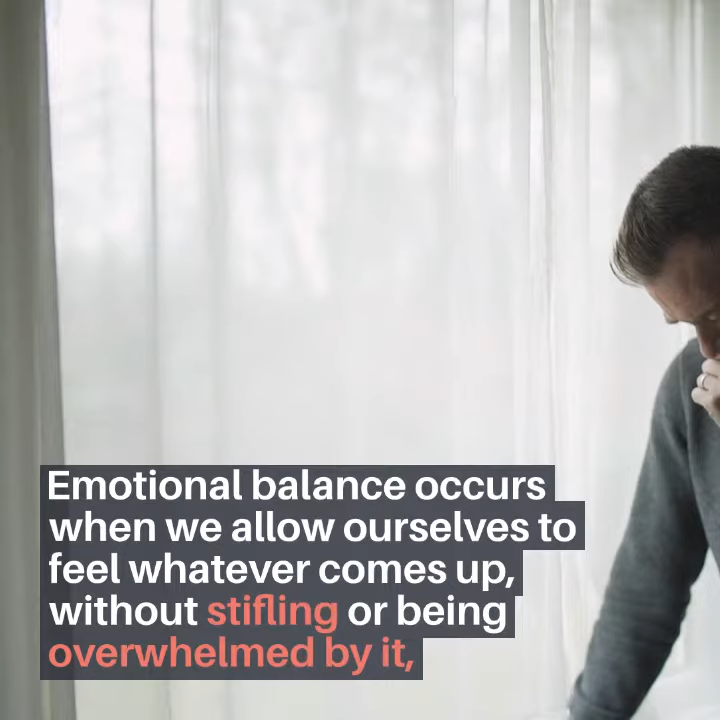 Emotional balance occurs
when we allow ourselves to
feel whatever comes up,
without stifling or being
overwhelmed by it,